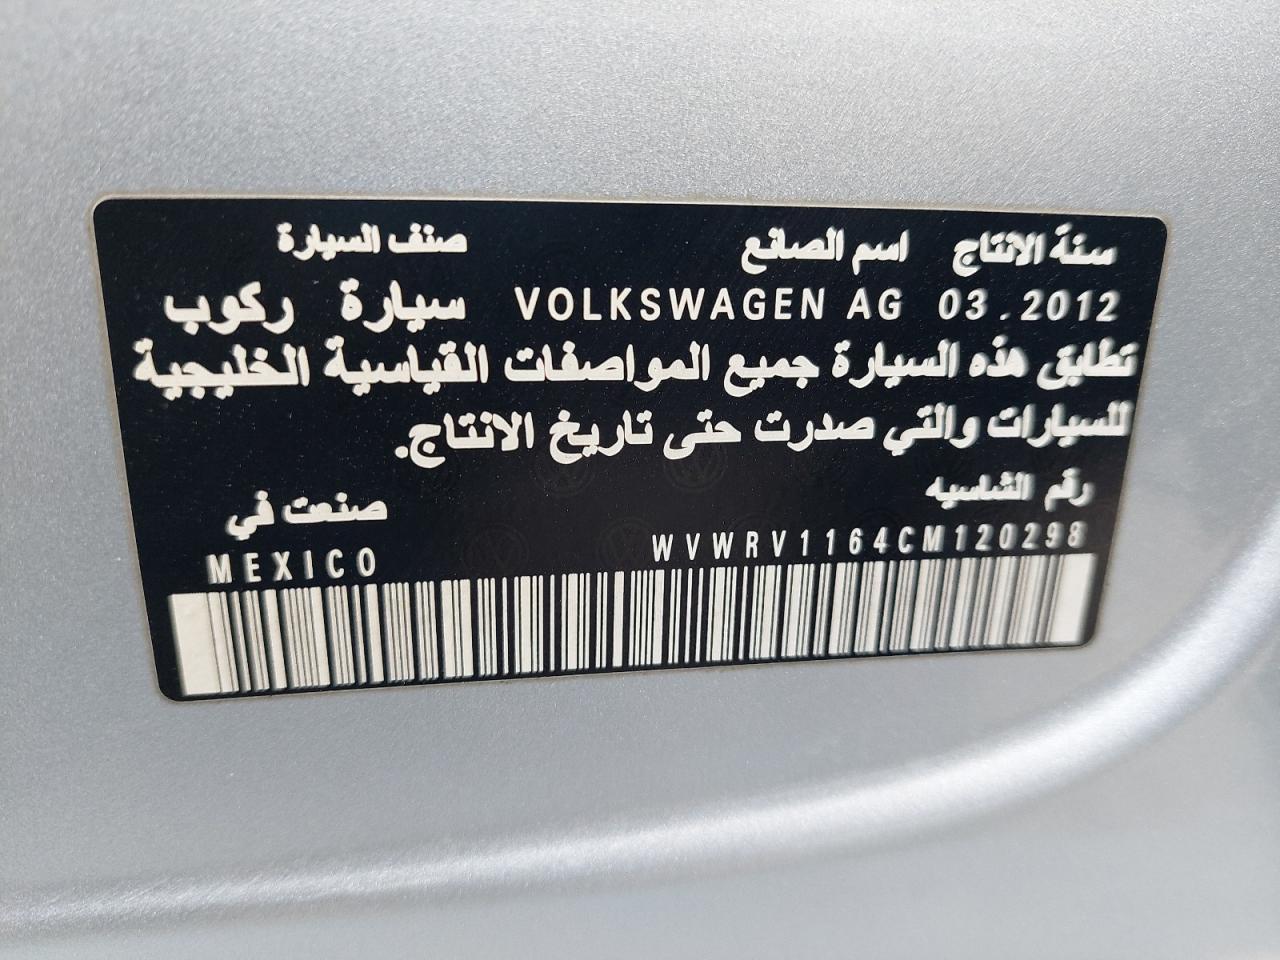 سنة الانتاج اسم الصانع صنف السيارة
03.2012 VOLKSWAGEN AG سيارة ركوب
تطابق هذه السيارة جميع المواصفات القياسية الخليجية
للسيارات والتي صدرت حتى تاريخ الانتاج.
رقم الشاسيه صنعت في
WVWRV1164CM120298 MEXICO